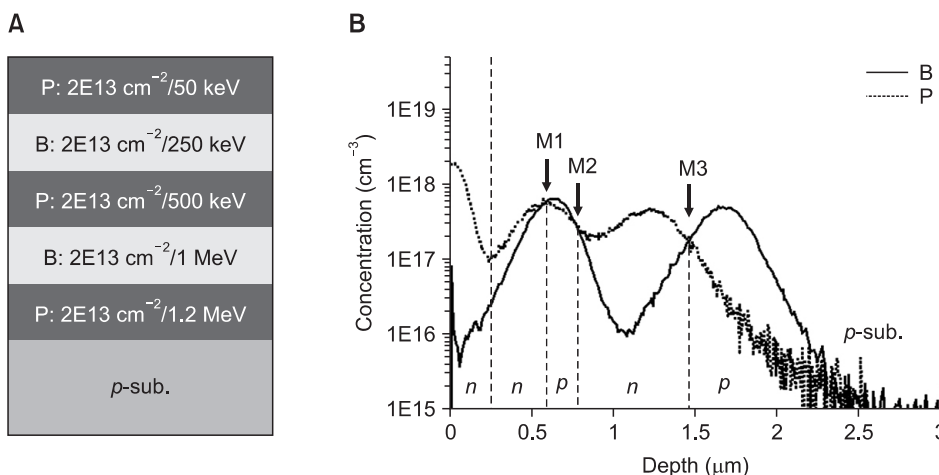 A
P: 2E13 cm⁻²/50 keV
B: 2E13 cm⁻²/250 keV
P: 2E13 cm⁻²/500 keV
B: 2E13 cm⁻²/1 MeV
P: 2E13 cm⁻²/1.2 MeV
p-sub.
B
B
P
1E19
1E18
1E17
1E16
1E15
Concentration (cm⁻³)
M1
M2
M3
p-sub.
n n p n p
0 0.5 1 1.5 2 2.5 3
Depth (μm)